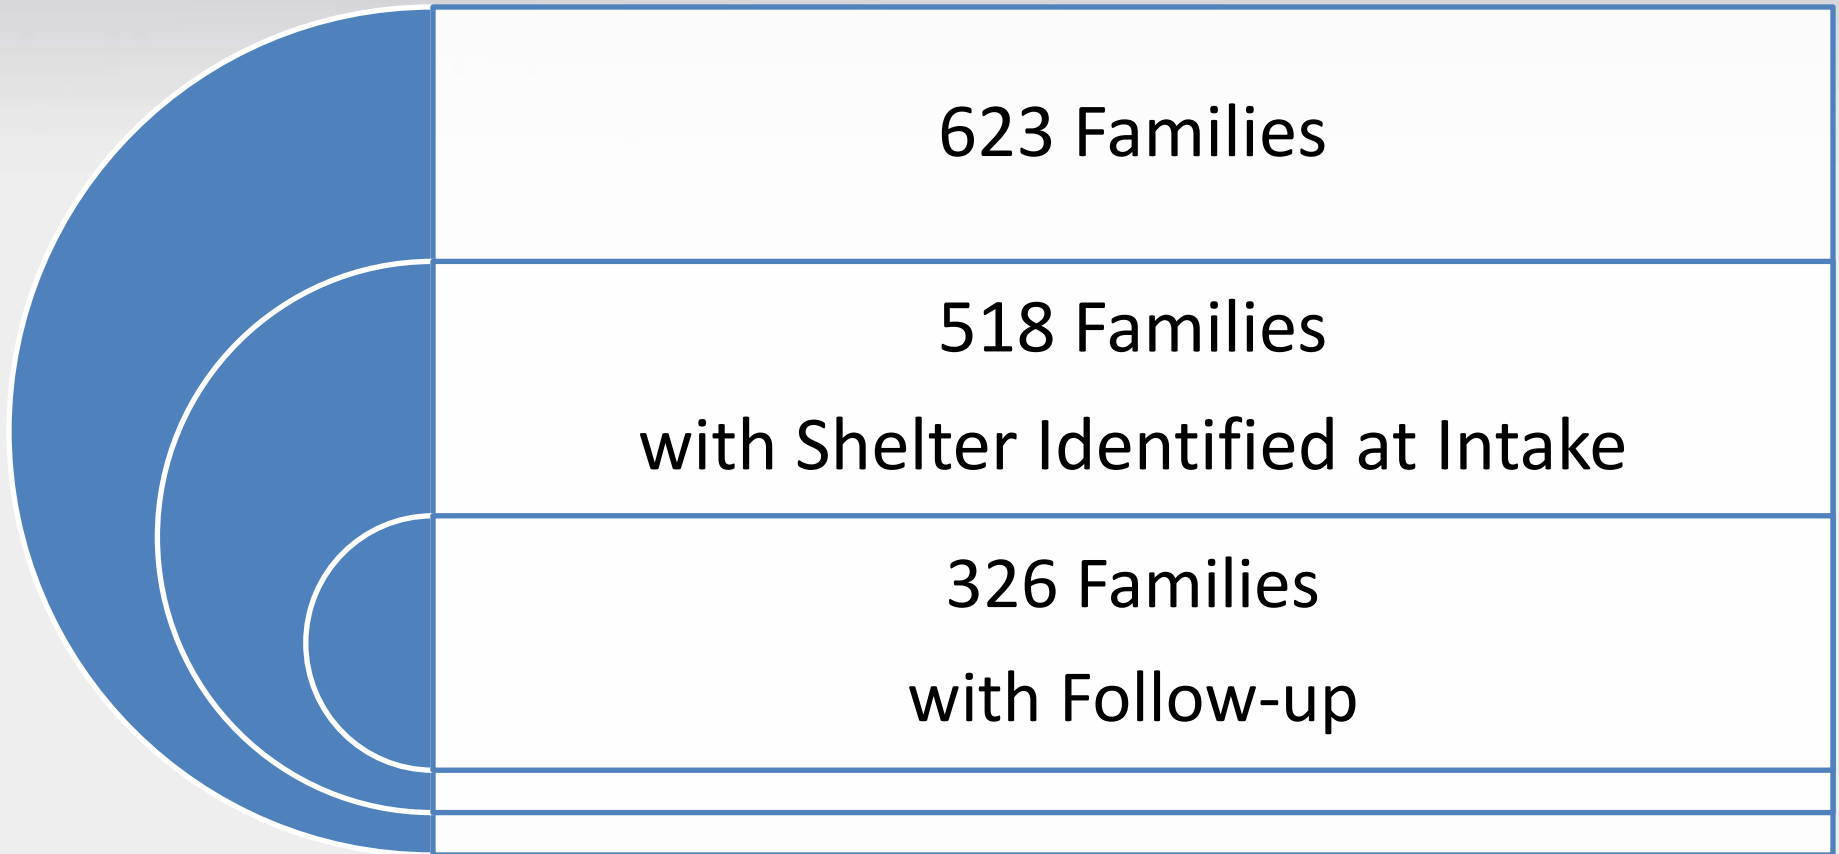 623 Families
518 Families
with Shelter Identified at Intake
326 Families
with Follow-up